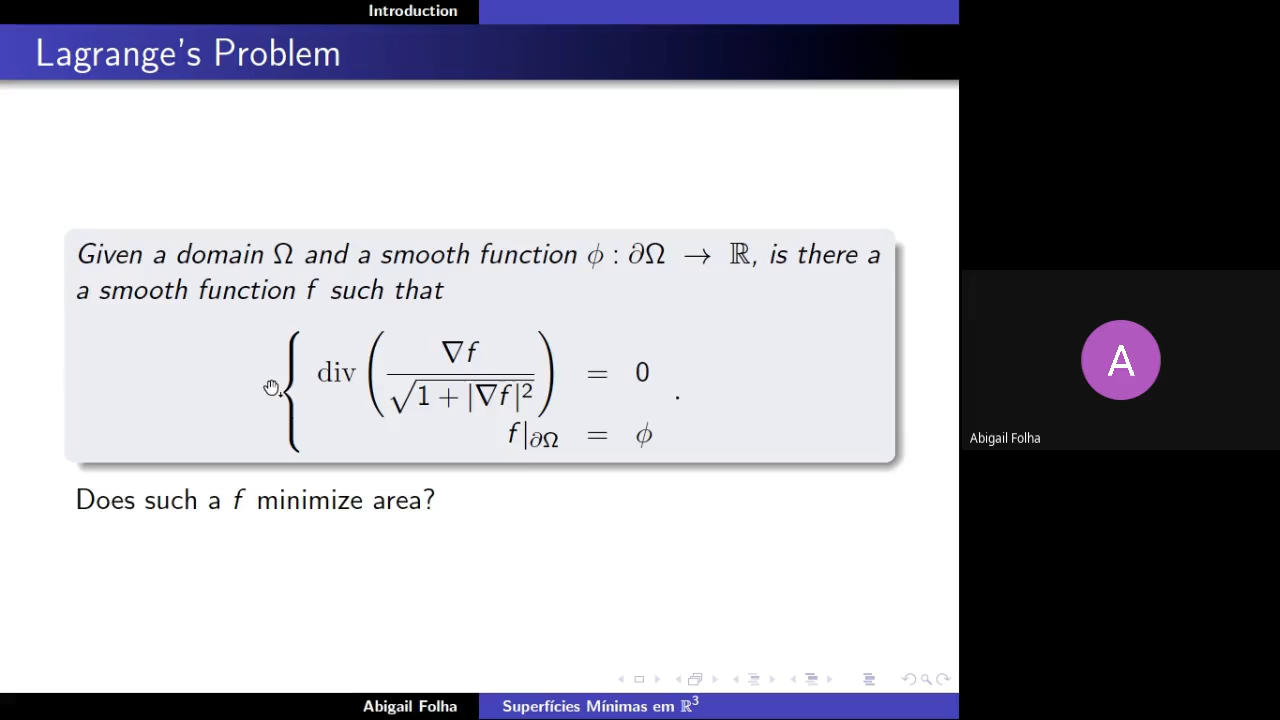 Introduction
Lagrange's Problem
Given a domain Ω and a smooth function ϕ : ∂Ω → ℝ, is there a
a smooth function f such that
{ div ( ∇f / √(1 + |∇f|²) ) = 0
f|∂Ω = ϕ .
Does such a f minimize area?
Abigail Folha
Superfícies Mínimas em ℝ³
A
Abigail Folha